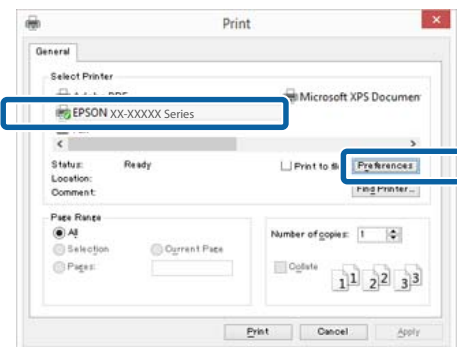 Print
General
Select Printer
Microsoft XPS Documen
EPSON XX-XXXXX Series
Status: Ready
Print to
Preferences
Location:
Find Printer...
Comment:
Page Range
All
Selection
Current Page
Pages:
Number of copies: 1
Collate
1 1 2 2 3 3
Print
Cancel
Apply